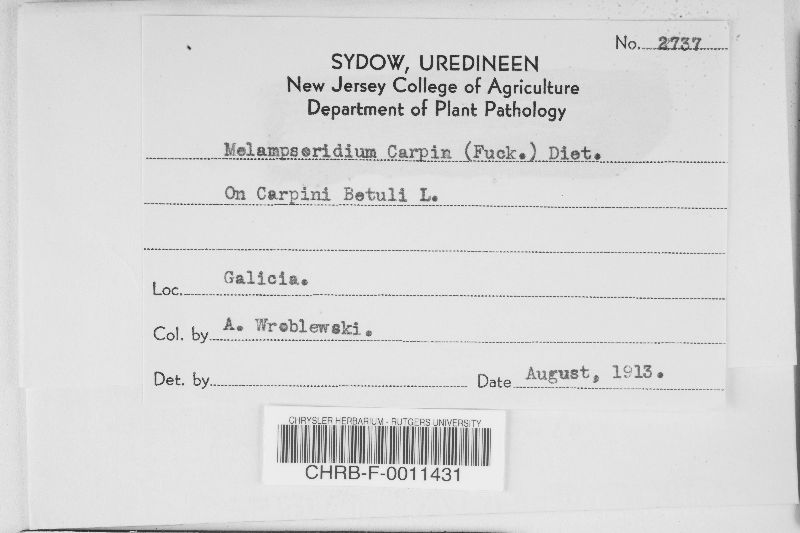 No. 2737
SYDOW, UREDINEEN
New Jersey College of Agriculture
Department of Plant Pathology
Melampseridium Carpin (Fuck.) Diet.
On Carpini Betuli L.
Loc. Galicia.
Col. by A. Wroblewski.
Det. by
Date August, 1913.
CHRYSLER HERBARIUM - RUTGERS UNIVERSITY
CHRB-F-0011431